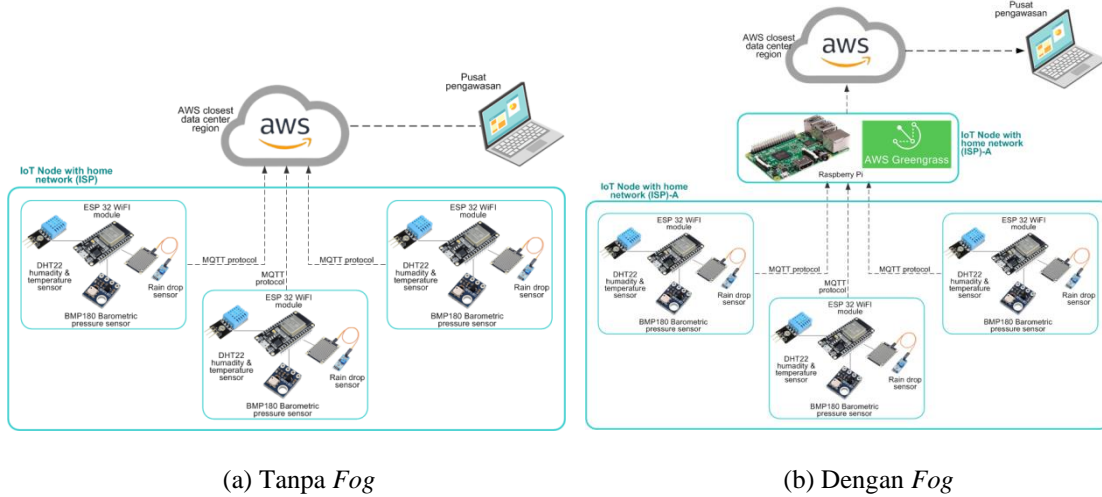 AWS closest
data center
region
aws
Pusat
pengawasan
IoT Node with home
network (ISP)
ESP 32 WiFI
module
DHT22
humidity &
temperature
sensor
Rain drop
sensor
BMP180 Barometric
pressure sensor
MQTT protocol
MQTT
protocol
ESP 32 WiFI
module
DHT22
humidity &
temperature
sensor
Rain drop
sensor
BMP180 Barometric
pressure sensor
MQTT protocol
ESP 32 WiFI
module
DHT22
humidity &
temperature
sensor
Rain drop
sensor
BMP180 Barometric
pressure sensor
(a) Tanpa Fog
AWS closest
data center
region
aws
Pusat pengawasan
Raspberry Pi
AWS Greengrass
IoT Node with
home network
(ISP)-A
IoT Node with home
network (ISP)-A
ESP 32 WiFI
module
DHT22
humidity &
temperature
sensor
Rain drop
sensor
BMP180 Barometric
pressure sensor
MQTT protocol
MQTT
protocol
ESP 32 WiFI
module
DHT22
humidity &
temperature
sensor
Rain drop
sensor
BMP180 Barometric
pressure sensor
MQTT protocol
ESP 32 WiFI
module
DHT22
humidity &
temperature
sensor
Rain drop
sensor
BMP180 Barometric
pressure sensor
(b) Dengan Fog